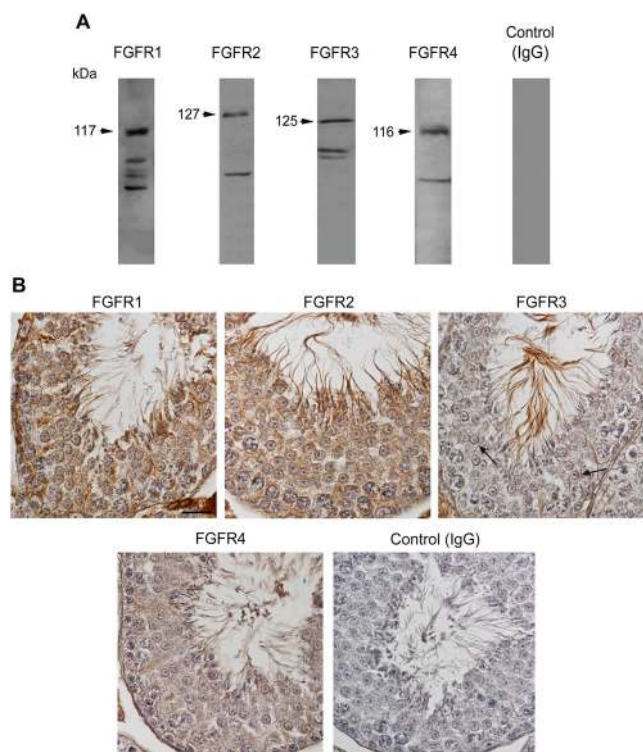 A
FGFR1 FGFR2 FGFR3 FGFR4 Control
(IgG)
kDa
117 127 125 116
B
FGFR1 FGFR2 FGFR3
FGFR4 Control (IgG)